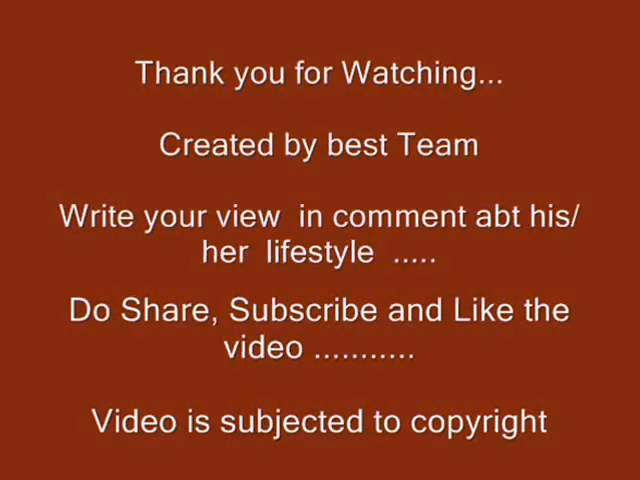 Thank you for Watching...
Created by best Team
Write your view in comment abt his/
her lifestyle .....
Do Share, Subscribe and Like the
video ...........
Video is subjected to copyright